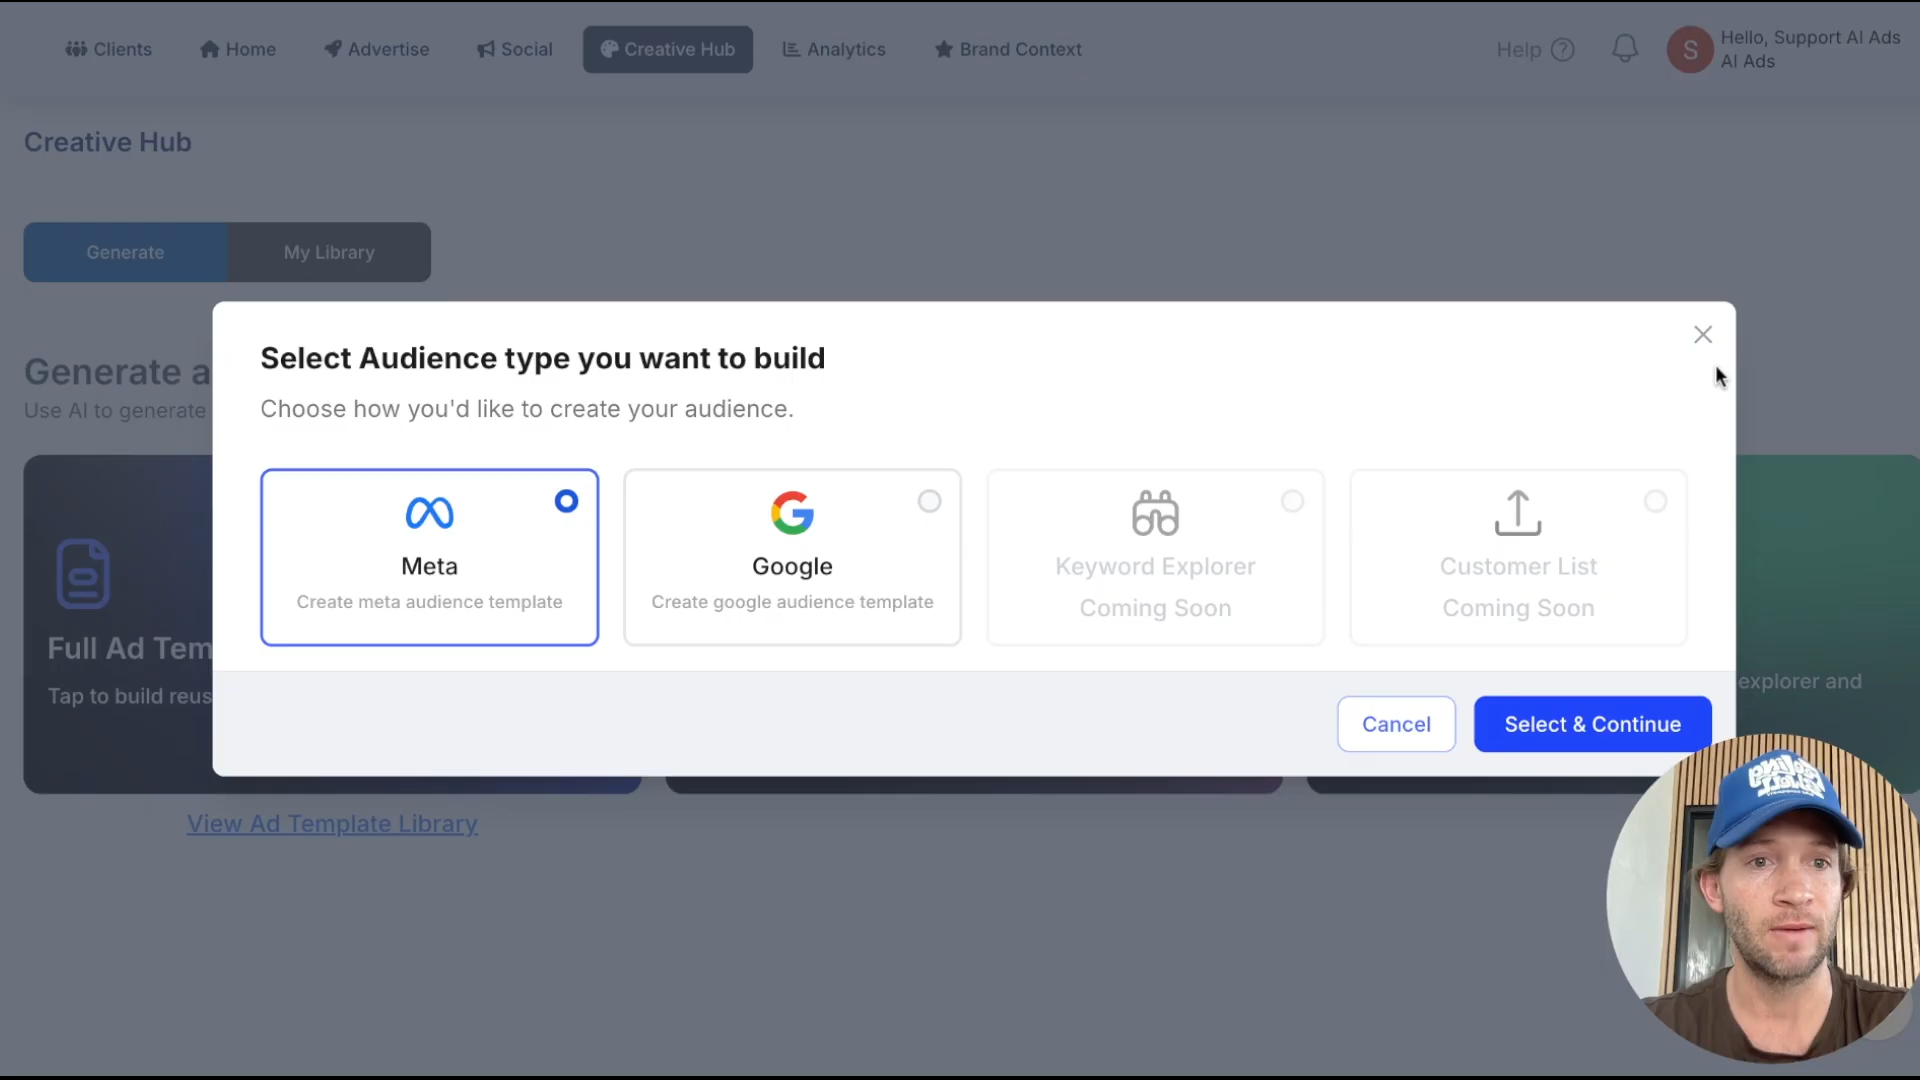 Clients
Home
Advertise
Social
Creative Hub
Analytics
Brand Context
Help
S
Hello, Support AI Ads
AI Ads
Creative Hub
Generate
My Library
Select Audience type you want to build
Choose how you'd like to create your audience.
Generate a
Use AI to generate
Meta
Create meta audience template
Google
Create google audience template
Keyword Explorer
Coming Soon
Customer List
Coming Soon
Full Ad Tem
Tap to build reus
explorer and
Cancel
Select & Continue
View Ad Template Library